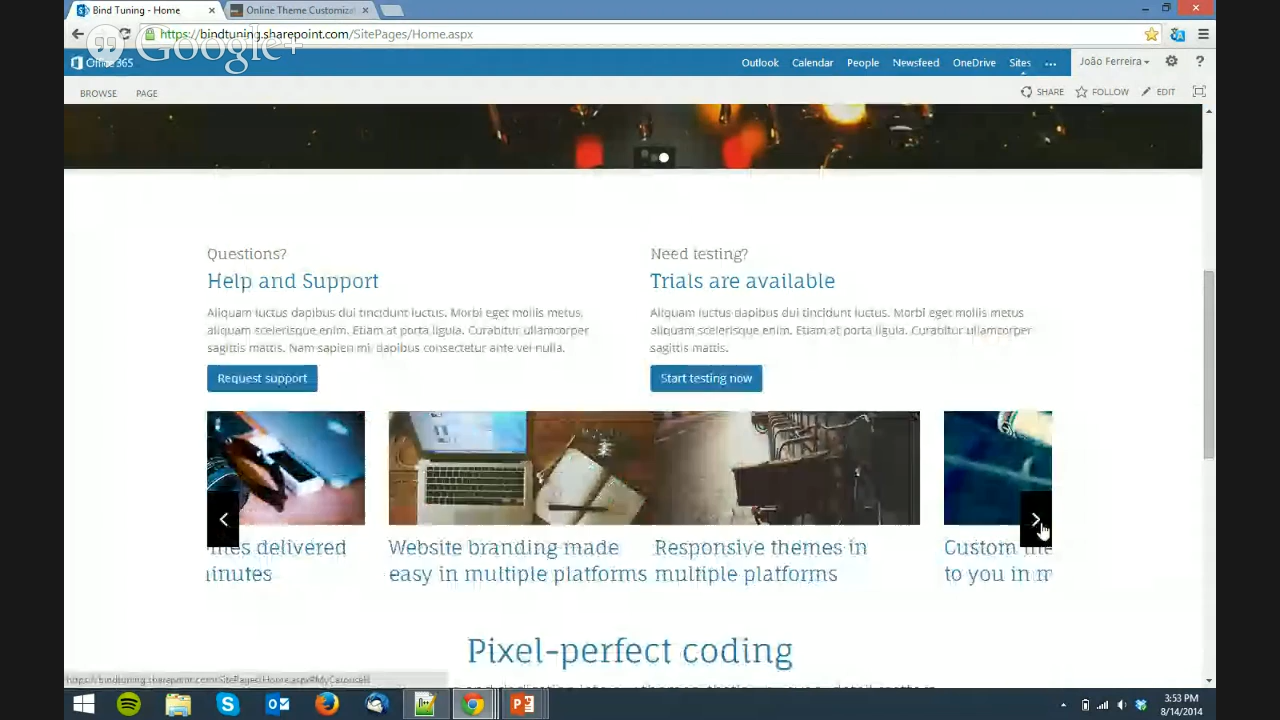 Bind Tuning - Home
Online Theme Customizat
https://bindtuning.sharepoint.com/SitePages/Home.aspx
Google+
Office 365
Outlook Calendar People Newsfeed OneDrive Sites ...
João Ferreira
?
BROWSE PAGE
SHARE FOLLOW EDIT
Questions?
Help and Support
Aliquam luctus dapibus dui tincidunt luctus. Morbi eget mollis metus,
aliquam scelerisque enim. Etiam at porta ligula. Curabitur ullamcorper
sagittis mattis. Nam sapien mi, dapibus consectetur ante vel nulla.
Request support
Need testing?
Trials are available
Aliquam luctus dapibus dui tincidunt luctus. Morbi eget mollis metus
aliquam scelerisque enim. Etiam at porta ligula. Curabitur ullamcorper
sagittis mattis.
Start testing now
delivered
inutes
Website branding made
easy in multiple platforms
Responsive themes in
multiple platforms
Custom
to you in m
Pixel-perfect coding
3:53 PM
8/14/2014